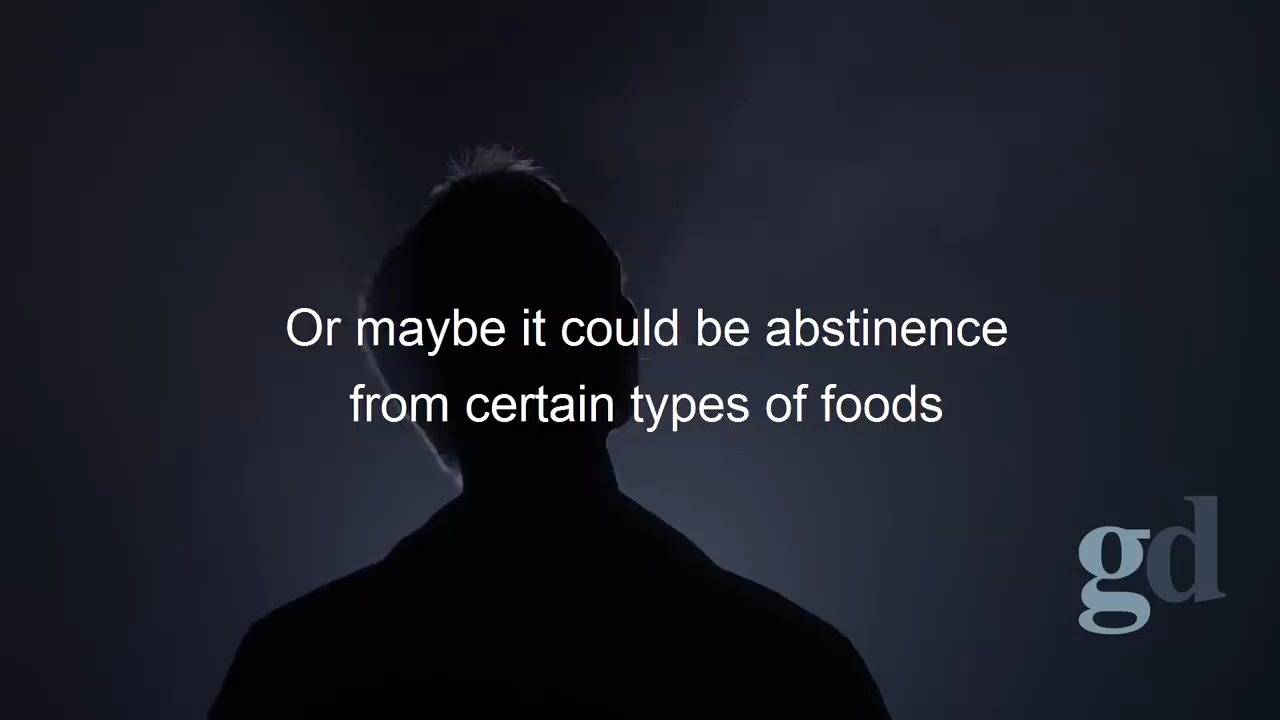 Or maybe it could be abstinence
from certain types of foods
gd